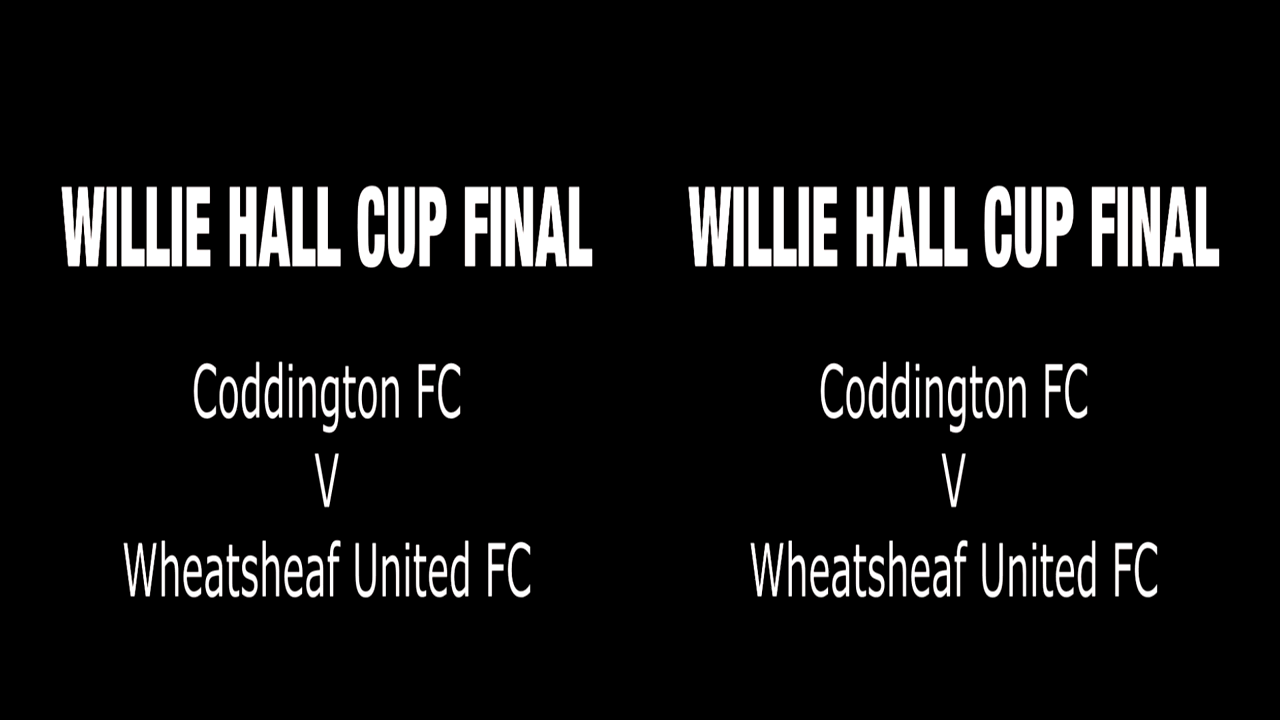 WILLIE HALL CUP FINAL
Coddington FC
V
Wheatsheaf United FC
WILLIE HALL CUP FINAL
Coddington FC
V
Wheatsheaf United FC